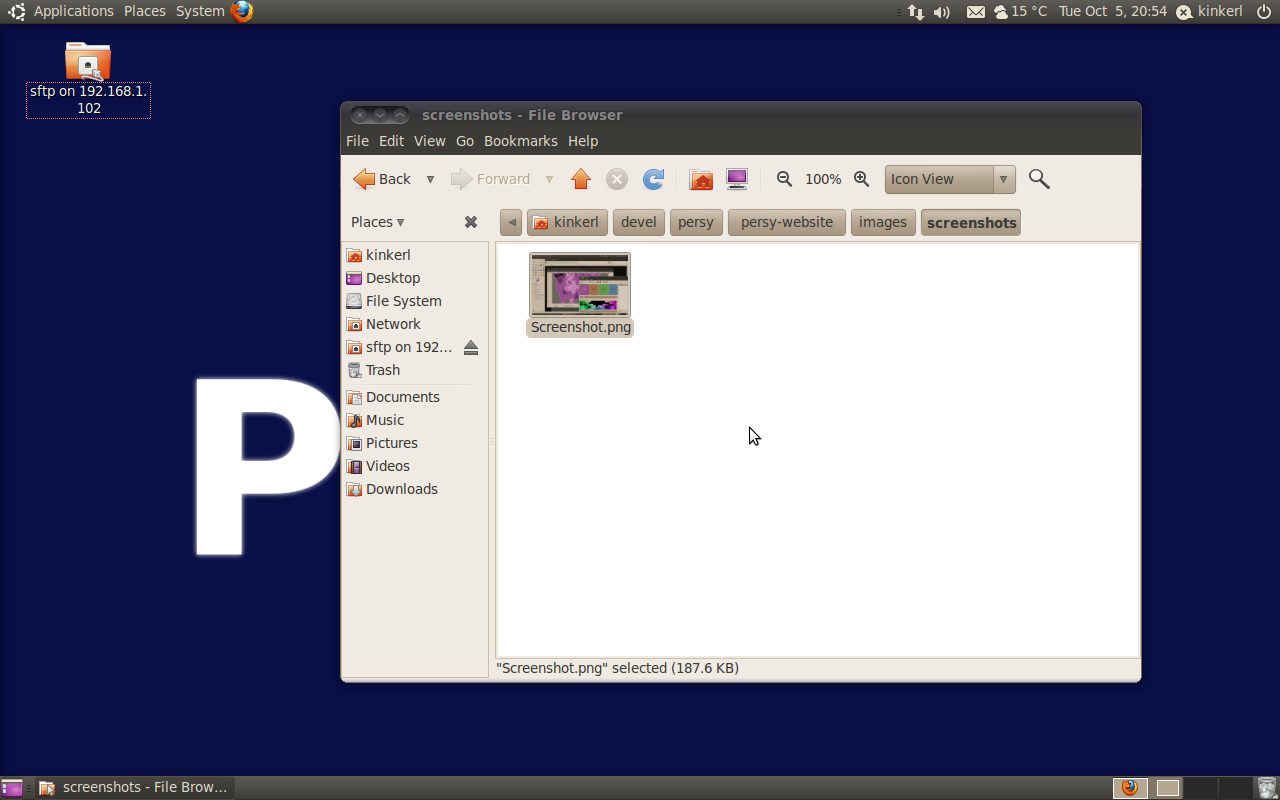 Applications Places System 15 °C Tue Oct 5, 20:54 kinkerl
sftp on 192.168.1.
102
screenshots - File Browser
File Edit View Go Bookmarks Help
Back Forward 100% Icon View
Places kinkerl devel persy persy-website images screenshots
kinkerl
Desktop
File System
Network
sftp on 192...
Trash
Documents
Music
Pictures
Videos
Downloads
Screenshot.png
P
"Screenshot.png" selected (187.6 KB)
screenshots - File Brow...